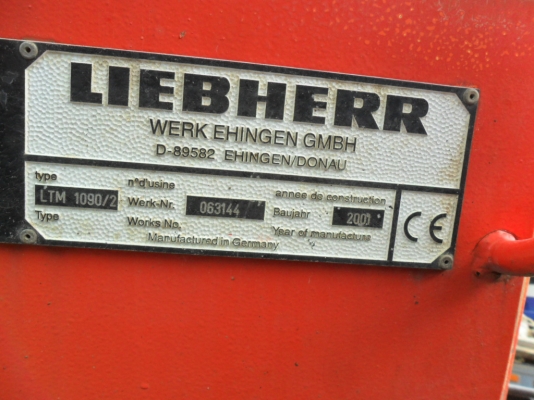 LIEBHERR
WERK EHINGEN GMBH
D-89582 EHINGEN/DONAU
type n°d'usine annee de construction
LTM 1090/2 Werk-Nr. 063144 Baujahr 2001
Type Works No. Year of manufacture
Manufactured in Germany
CE